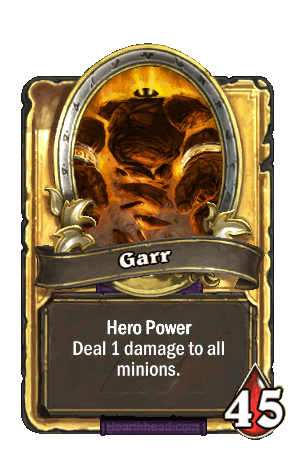 Garr
Hero Power
Deal 1 damage to all
minions.
45
Hearthhead.com